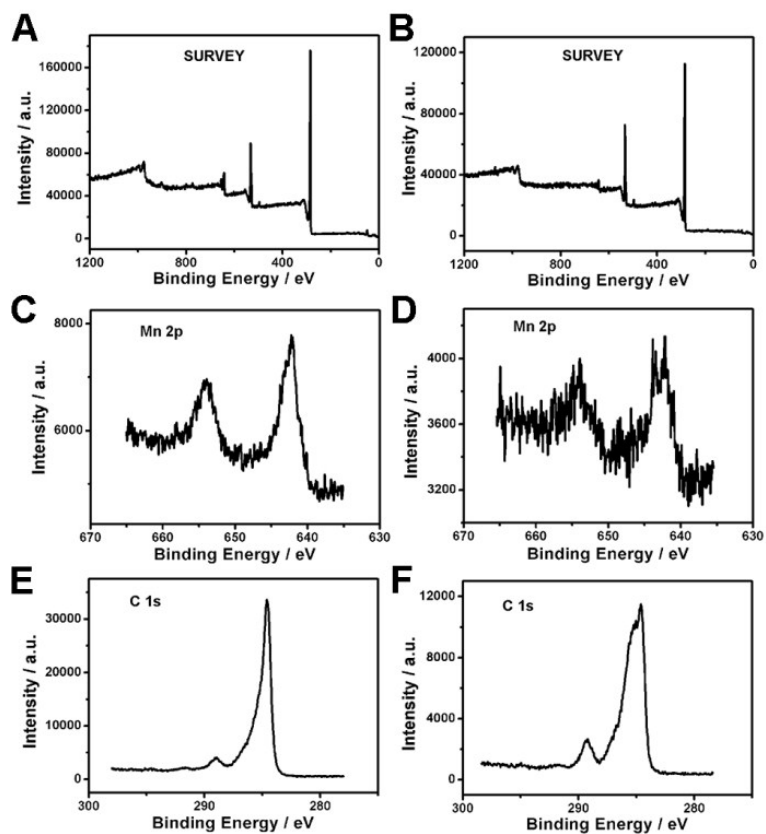 A
SURVEY
Intensity / a.u.
160000
120000
80000
40000
0
1200 800 400 0
Binding Energy / eV
B
SURVEY
Intensity / a.u.
120000
80000
40000
0
1200 800 400 0
Binding Energy / eV
C
Mn 2p
Intensity / a.u.
8000
6000
670 660 650 640 630
Binding Energy / eV
D
Mn 2p
Intensity / a.u.
4000
3600
3200
670 660 650 640 630
Binding Energy / eV
E
C 1s
Intensity / a.u.
30000
20000
10000
0
300 290 280
Binding Energy / eV
F
C 1s
Intensity / a.u.
12000
8000
4000
0
300 290 280
Binding Energy / eV